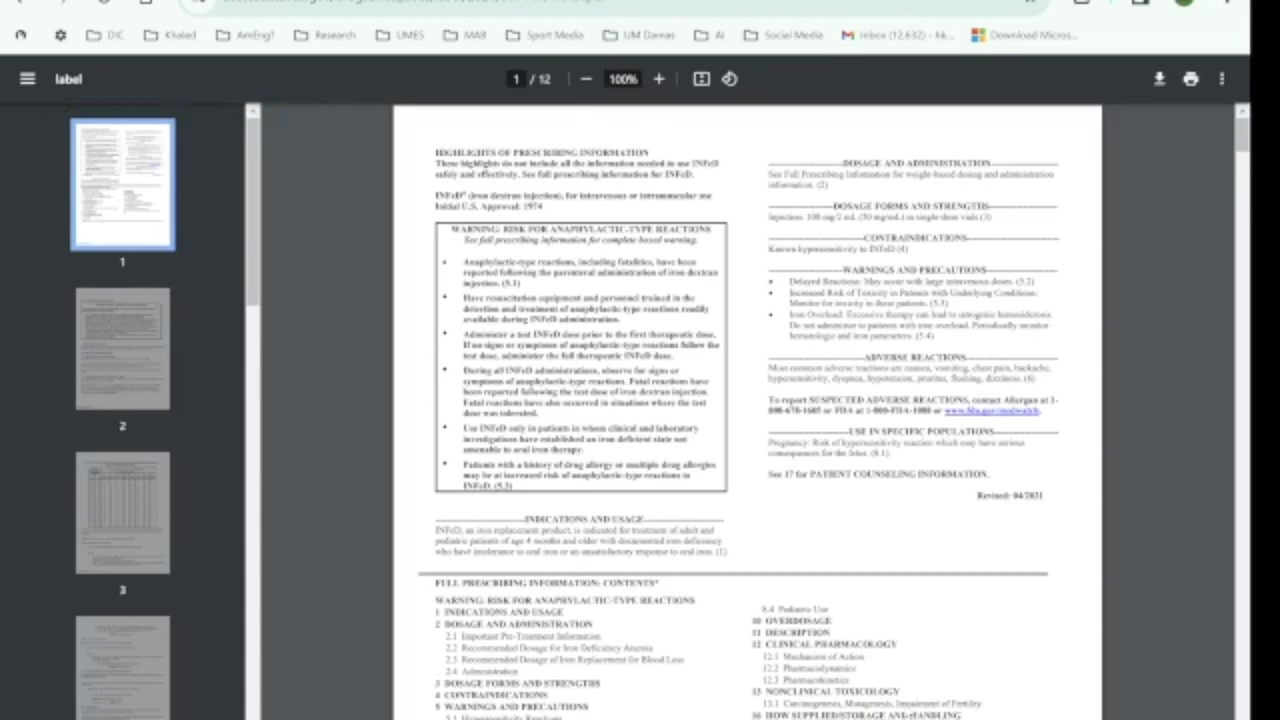 DIC Khaled AmEng! Research UMES MAB Sport Media UM Damas AI Social Media Inbox (12,632) - hk... Download Micros...
label 1 / 12 100%
1
2
3
HIGHLIGHTS OF PRESCRIBING INFORMATION
These highlights do not include all the information needed to use INFeD
safely and effectively. See full prescribing information for INFeD.
INFeD® (iron dextran injection), for intravenous or intramuscular use
Initial U.S. Approval: 1974
WARNING: RISK FOR ANAPHYLACTIC-TYPE REACTIONS
See full prescribing information for complete boxed warning.
• Anaphylactic-type reactions, including fatalities, have been
reported following the parenteral administration of iron dextran
injection. (5.1)
• Have resuscitation equipment and personnel trained in the
detection and treatment of anaphylactic-type reactions readily
available during INFeD administration.
• Administer a test INFeD dose prior to the first therapeutic dose.
If no signs or symptoms of anaphylactic-type reactions follow the
test dose, administer the full therapeutic INFeD dose.
• During all INFeD administrations, observe for signs or
symptoms of anaphylactic-type reactions. Fatal reactions have
been reported following the test dose of iron dextran injection.
Fatal reactions have also occurred in situations where the test
dose was tolerated.
• Use INFeD only in patients in whom clinical and laboratory
investigations have established an iron deficient state not
amenable to oral iron therapy.
• Patients with a history of drug allergy or multiple drug allergies
may be at increased risk of anaphylactic-type reactions to
INFeD. (5.3)
INDICATIONS AND USAGE
INFeD, an iron replacement product, is indicated for treatment of adult and
pediatric patients of age 4 months and older with documented iron deficiency
who have intolerance to oral iron or an unsatisfactory response to oral iron. (1)
DOSAGE AND ADMINISTRATION
See Full Prescribing Information for weight-based dosing and administration
information. (2)
DOSAGE FORMS AND STRENGTHS
Injection: 100 mg/2 mL (50 mg/mL) in single-dose vials (3)
CONTRAINDICATIONS
Known hypersensitivity to INFeD (4)
WARNINGS AND PRECAUTIONS
• Delayed Reactions: May occur with large intravenous doses. (5.2)
• Increased Risk of Toxicity in Patients with Underlying Conditions:
Monitor for toxicity in these patients. (5.3)
• Iron Overload: Excessive therapy can lead to iatrogenic hemosiderosis.
Do not administer to patients with iron overload. Periodically monitor
hematologic and iron parameters. (5.4)
ADVERSE REACTIONS
Most common adverse reactions are nausea, vomiting, chest pain, backache,
hypersensitivity, dyspnea, hypotension, pruritus, flushing, dizziness. (6)
To report SUSPECTED ADVERSE REACTIONS, contact Allergan at 1-
800-678-1605 or FDA at 1-800-FDA-1088 or www.fda.gov/medwatch.
USE IN SPECIFIC POPULATIONS
Pregnancy: Risk of hypersensitivity reaction which may have serious
consequences for the fetus. (8.1)
See 17 for PATIENT COUNSELING INFORMATION.
Revised: 04/2021
FULL PRESCRIBING INFORMATION: CONTENTS*
WARNING: RISK FOR ANAPHYLACTIC-TYPE REACTIONS
1 INDICATIONS AND USAGE
2 DOSAGE AND ADMINISTRATION
2.1 Important Pre-Treatment Information
2.2 Recommended Dosage for Iron Deficiency Anemia
2.3 Recommended Dosage of Iron Replacement for Blood Loss
2.4 Administration
3 DOSAGE FORMS AND STRENGTHS
4 CONTRAINDICATIONS
5 WARNINGS AND PRECAUTIONS
5.1 Hypersensitivity Reactions
8.4 Pediatric Use
10 OVERDOSAGE
11 DESCRIPTION
12 CLINICAL PHARMACOLOGY
12.1 Mechanism of Action
12.2 Pharmacodynamics
12.3 Pharmacokinetics
13 NONCLINICAL TOXICOLOGY
13.1 Carcinogenesis, Mutagenesis, Impairment of Fertility
16 HOW SUPPLIED/STORAGE AND HANDLING